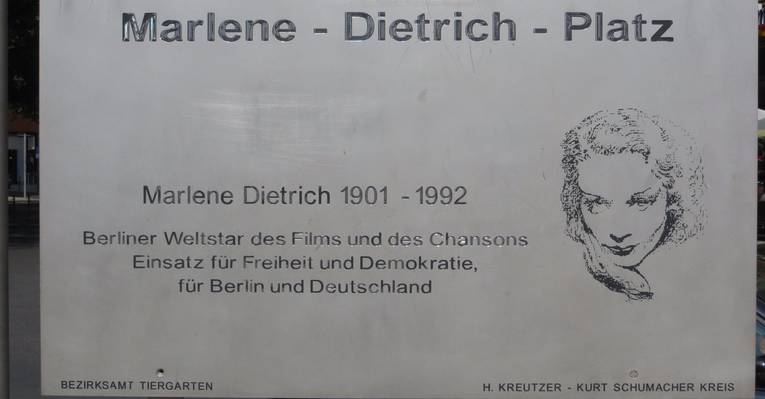 Marlene - Dietrich - Platz
Marlene Dietrich 1901 - 1992
Berliner Weltstar des Films und des Chansons
Einsatz für Freiheit und Demokratie,
für Berlin und Deutschland
BEZIRKSAMT TIERGARTEN
H. KREUTZER - KURT SCHUMACHER KREIS